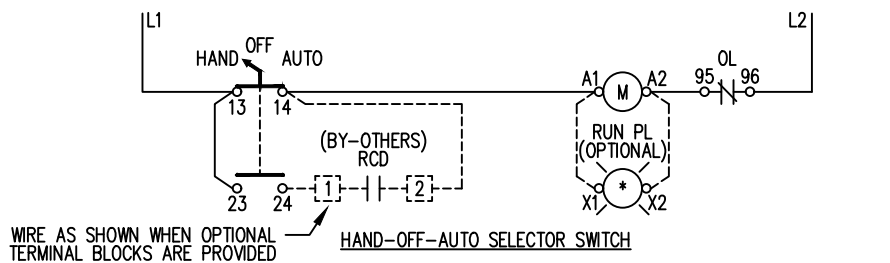 L1
L2
HAND
OFF
AUTO
OL
A1
M
A2
95
96
13
14
RUN PL
(OPTIONAL)
(BY-OTHERS)
RCD
23
24
1
2
X1
*
X2
WIRE AS SHOWN WHEN OPTIONAL
TERMINAL BLOCKS ARE PROVIDED
HAND-OFF-AUTO SELECTOR SWITCH